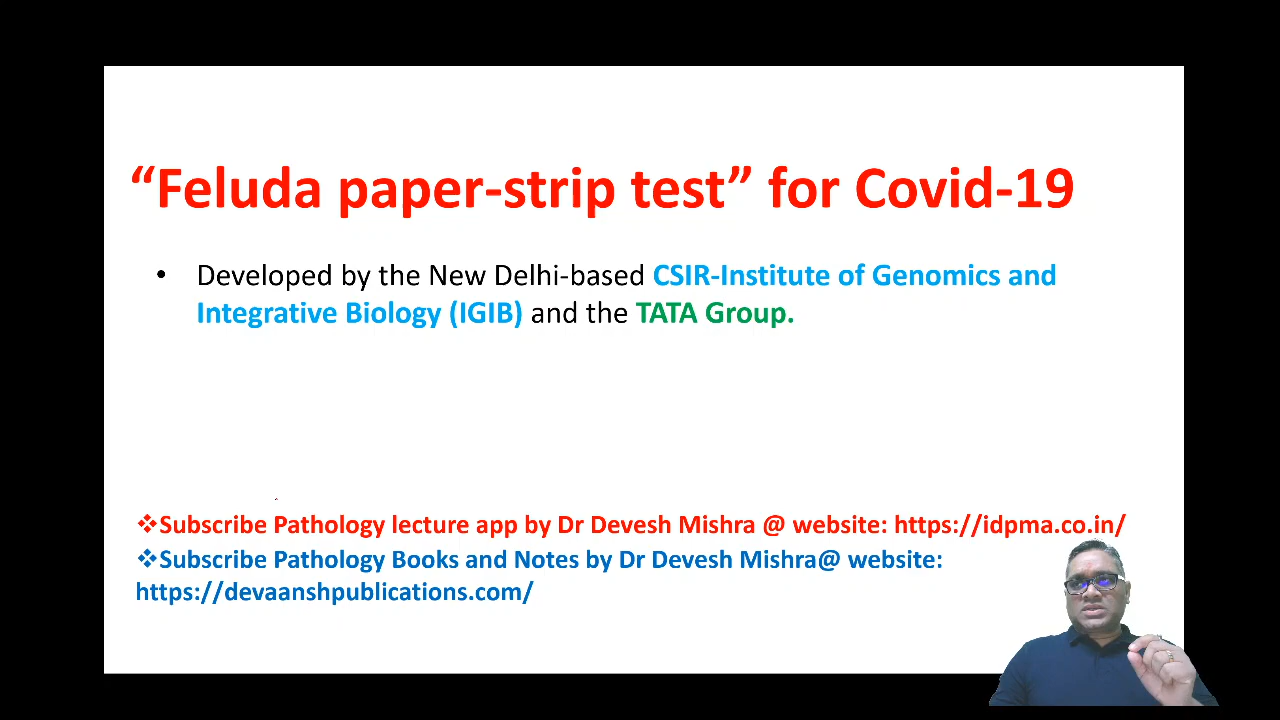 “Feluda paper-strip test” for Covid-19
• Developed by the New Delhi-based CSIR-Institute of Genomics and
Integrative Biology (IGIB) and the TATA Group.
❖Subscribe Pathology lecture app by Dr Devesh Mishra @ website: https://idpma.co.in/
❖Subscribe Pathology Books and Notes by Dr Devesh Mishra@ website:
https://devaanshpublications.com/